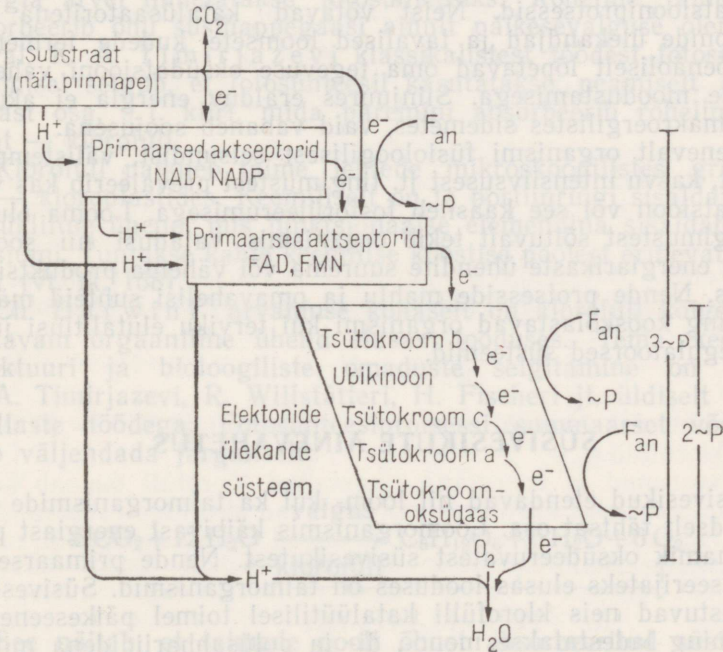 CO₂
Substraat
(näit. piimhape)
e⁻
H⁺
e⁻
Fan
Primaarsed aktseptorid
NAD, NADP
e⁻
~P
H⁺
H⁺
Primaarsed aktseptorid
FAD, FMN
e⁻
Fan
3~P
Tsütokroom b
e⁻
Ubikinoon
e⁻
~P
Elektonide
ülekande
süsteem
Tsütokroom c
e⁻
Fan
2~P
Tsütokroom a
e⁻
Tsütokroom-
oksüdaas
~P
O₂
e⁻
H⁺
H₂O